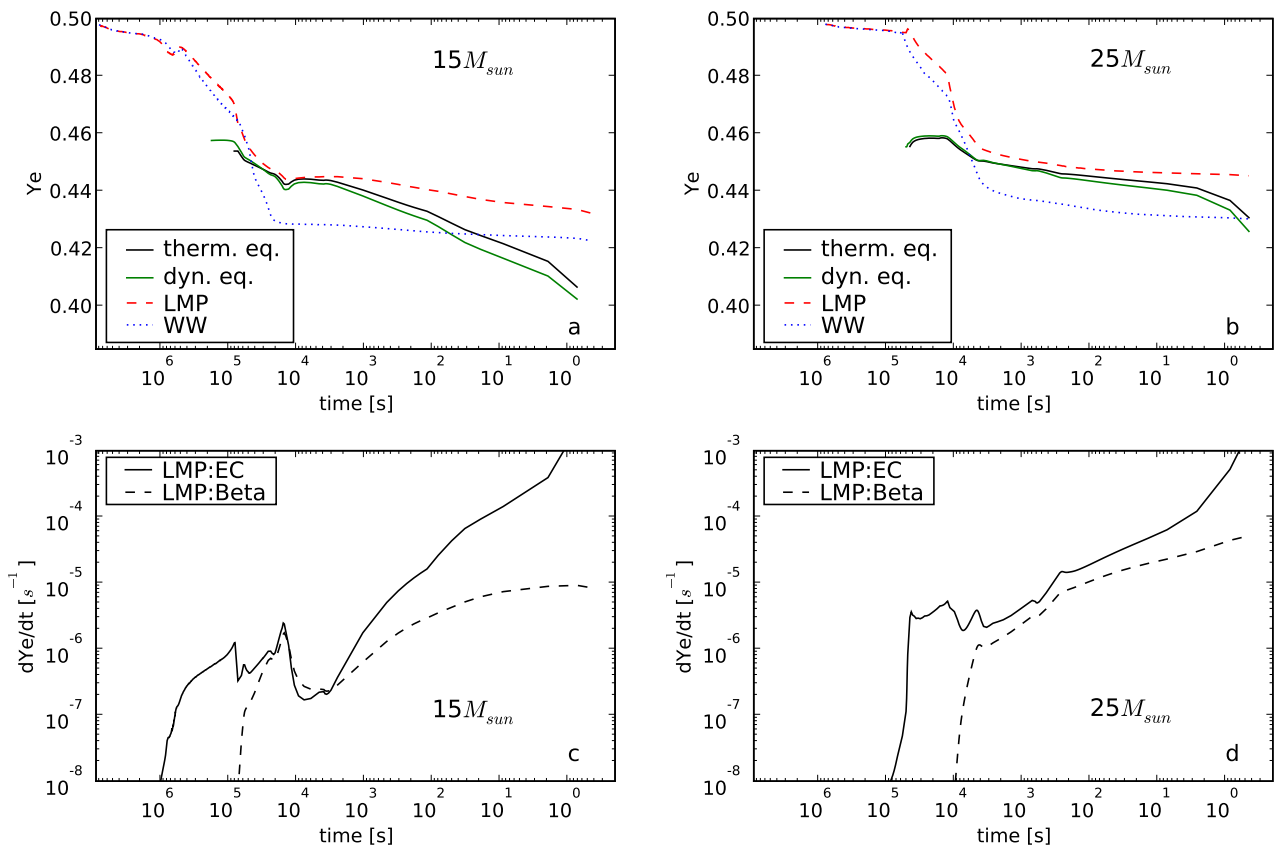 0.50
0.48
0.46
0.44
0.42
0.40
Ye
15M_sun
therm. eq.
dyn. eq.
LMP
WW
a
10^6 10^5 10^4 10^3 10^2 10^1 10^0
time [s]
0.50
0.48
0.46
0.44
0.42
0.40
Ye
25M_sun
therm. eq.
dyn. eq.
LMP
WW
b
10^6 10^5 10^4 10^3 10^2 10^1 10^0
time [s]
10^-3
10^-4
10^-5
10^-6
10^-7
10^-8
dYe/dt [s^-1]
LMP:EC
LMP:Beta
15M_sun
c
10^6 10^5 10^4 10^3 10^2 10^1 10^0
time [s]
10^-3
10^-4
10^-5
10^-6
10^-7
10^-8
dYe/dt [s^-1]
LMP:EC
LMP:Beta
25M_sun
d
10^6 10^5 10^4 10^3 10^2 10^1 10^0
time [s]